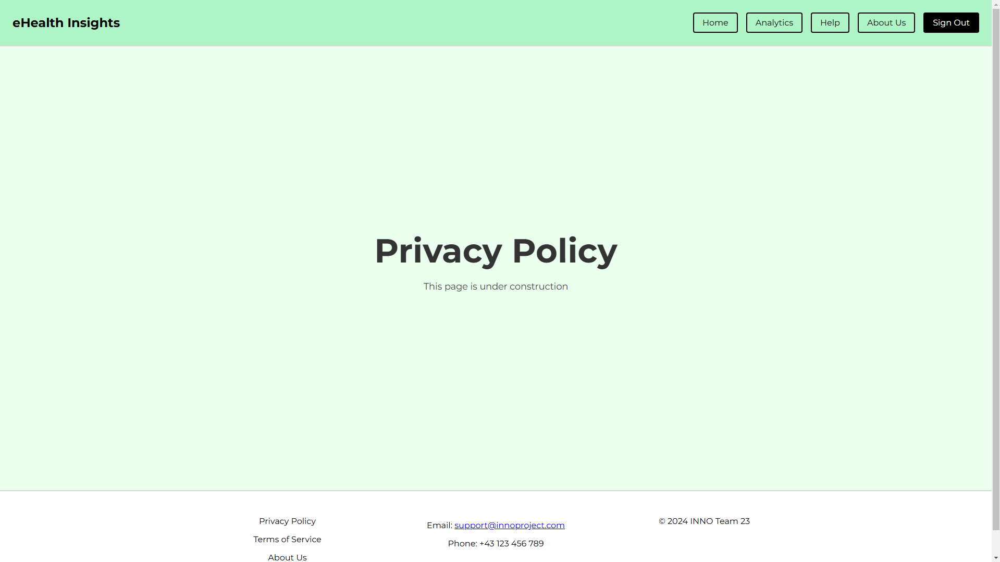 eHealth Insights
Home
Analytics
Help
About Us
Sign Out
Privacy Policy
This page is under construction
Privacy Policy
Terms of Service
About Us
Email: support@innoproject.com
Phone: +43 123 456 789
© 2024 INNO Team 23